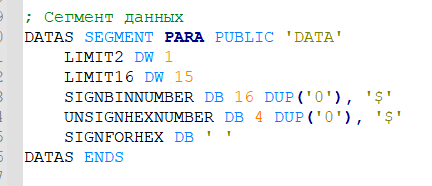 ; Сегмент данных
DATAS SEGMENT PARA PUBLIC 'DATA'
    LIMIT2 DW 1
    LIMIT16 DW 15
    SIGNBINNUMBER DB 16 DUP('0'), '$'
    UNSIGNHEXNUMBER DB 4 DUP('0'), '$'
    SIGNFORHEX DB ' '
DATAS ENDS